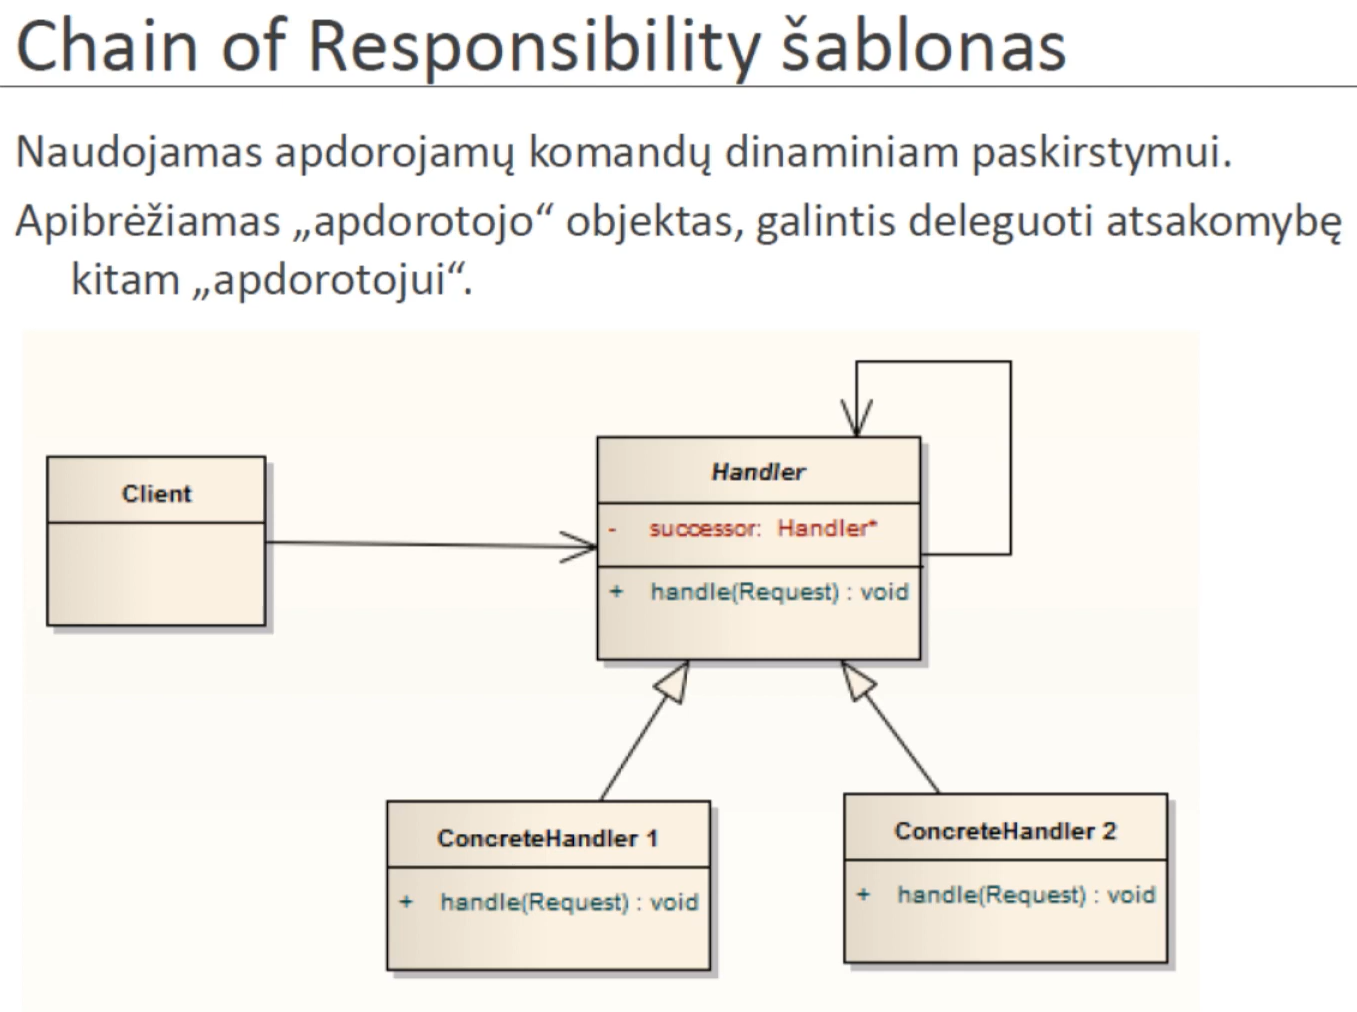 Chain of Responsibility šablonas
Naudojamas apdorojamų komandų dinaminiam paskirstymui.
Apibrėžiamas „apdorotojo“ objektas, galintis deleguoti atsakomybę
kitam „apdorotojui“.
Client
Handler
- successor: Handler*
+ handle(Request) : void
ConcreteHandler 1
+ handle(Request) : void
ConcreteHandler 2
+ handle(Request) : void